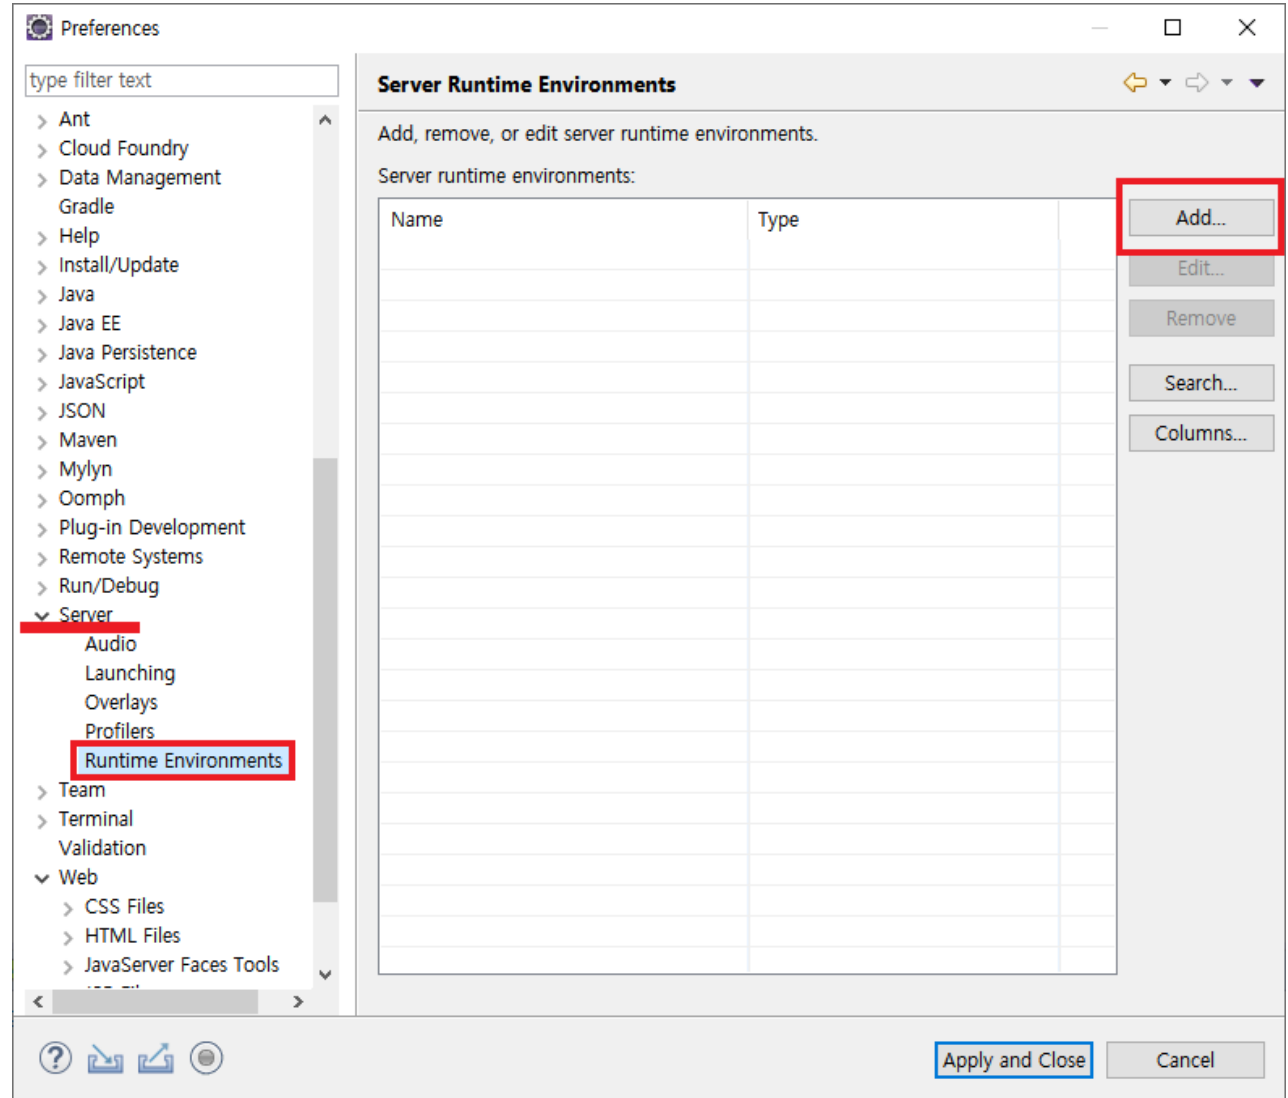 Preferences
type filter text
Ant
Cloud Foundry
Data Management
Gradle
Help
Install/Update
Java
Java EE
Java Persistence
JavaScript
JSON
Maven
Mylyn
Oomph
Plug-in Development
Remote Systems
Run/Debug
Server
Audio
Launching
Overlays
Profilers
Runtime Environments
Team
Terminal
Validation
Web
CSS Files
HTML Files
JavaServer Faces Tools
Server Runtime Environments
Add, remove, or edit server runtime environments.
Server runtime environments:
Name Type
Add...
Edit...
Remove
Search...
Columns...
Apply and Close Cancel